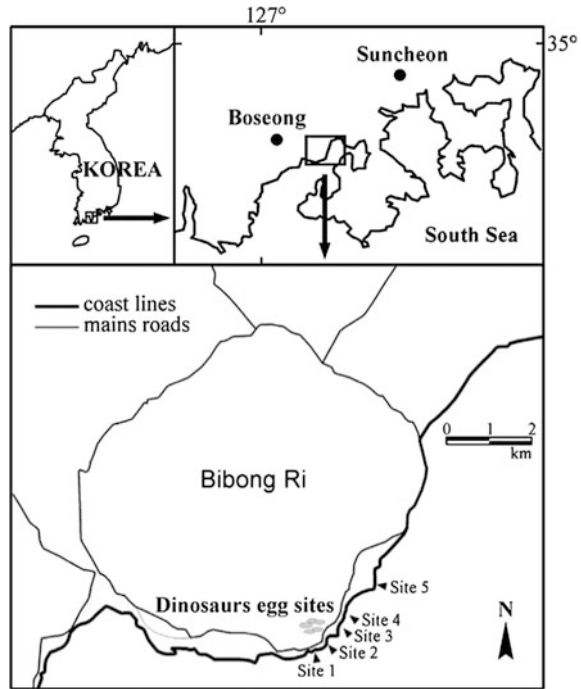 127°
35°
Suncheon
Boseong
KOREA
South Sea
coast lines
mains roads
0 1 2
km
Bibong Ri
Dinosaurs egg sites
Site 5
Site 4
Site 3
Site 2
Site 1
N